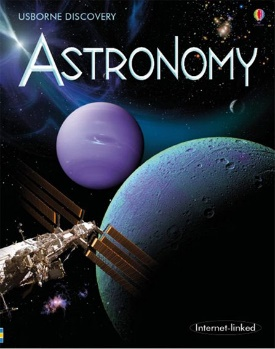 USBORNE DISCOVERY
ASTRONOMY
Internet-linked